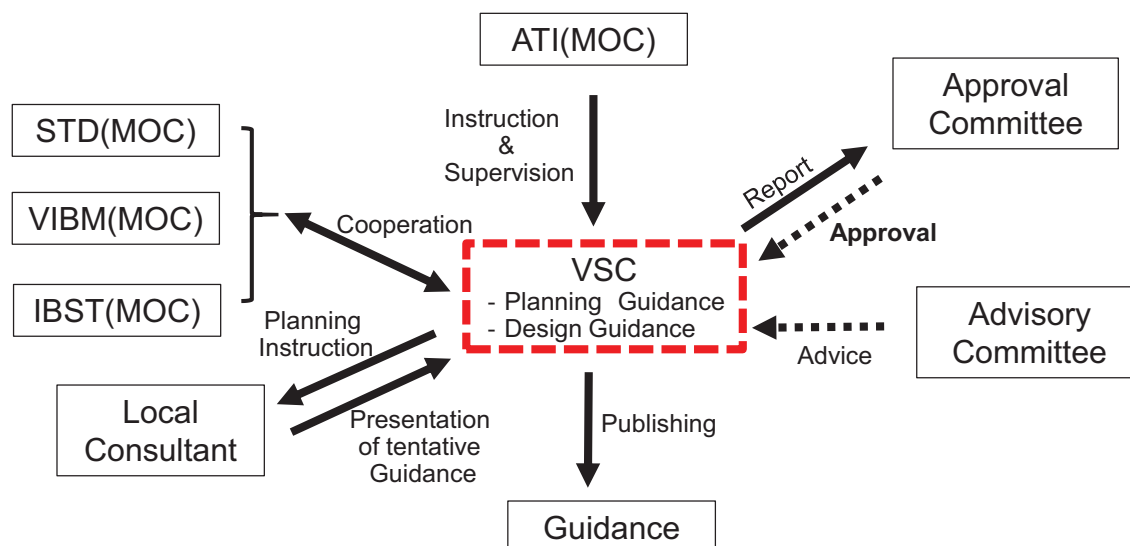 ATI(MOC)
Instruction
&
Supervision
Approval
Committee
Report
Approval
STD(MOC)
VIBM(MOC)
IBST(MOC)
Cooperation
VSC
- Planning Guidance
- Design Guidance
Advisory
Committee
Advice
Planning
Instruction
Local
Consultant
Presentation
of tentative
Guidance
Publishing
Guidance